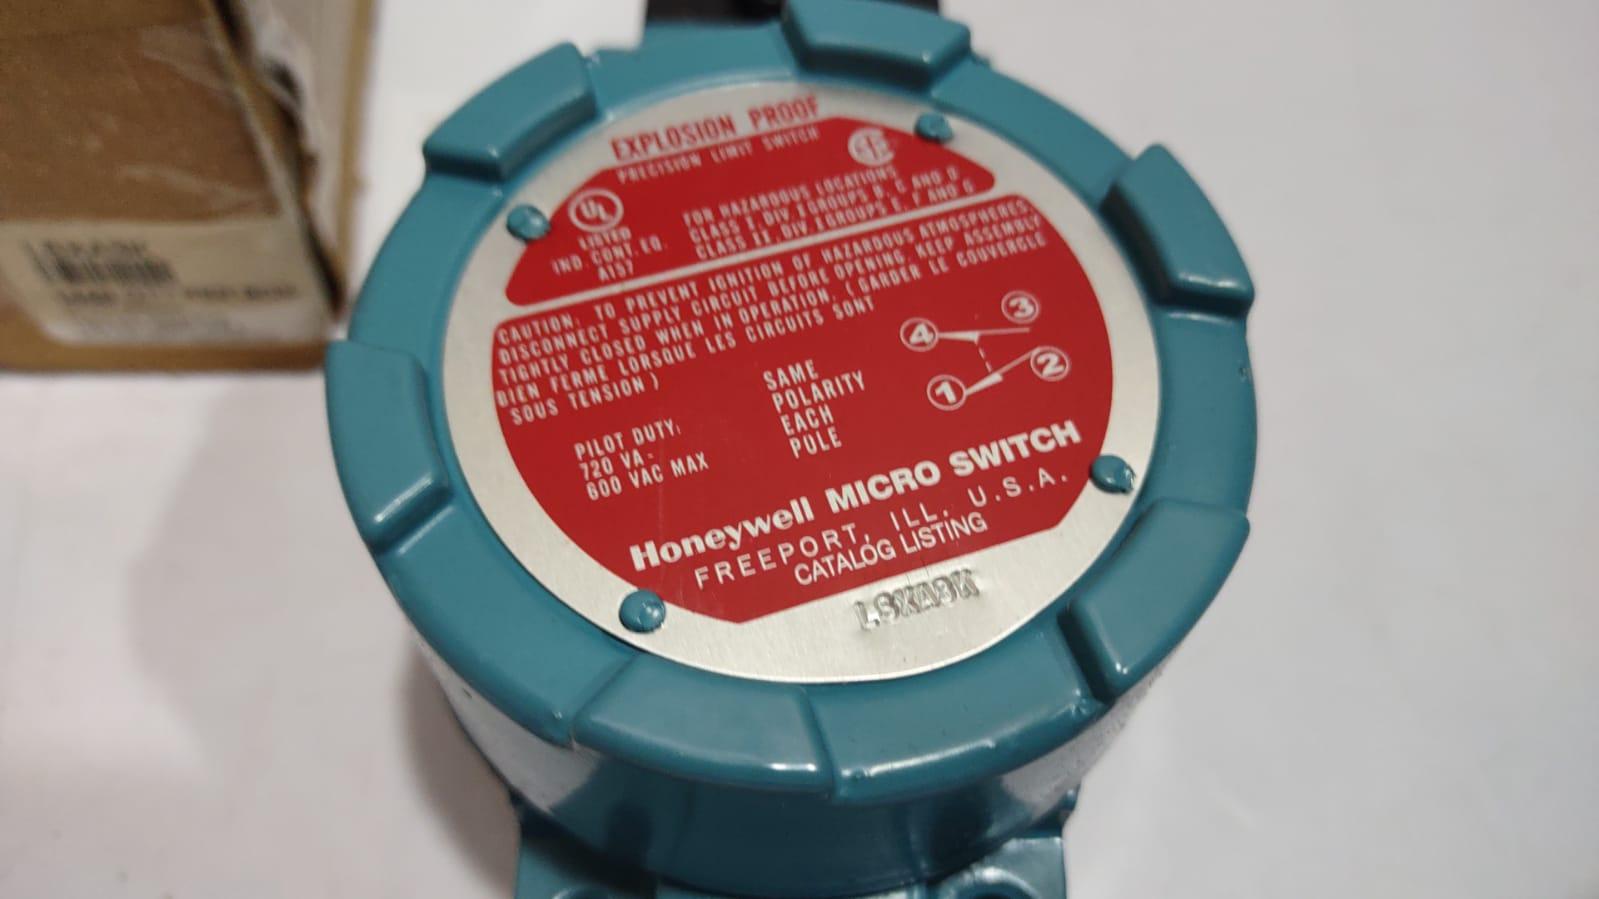 EXPLOSION PROOF
PRECISION LIMIT SWITCH
UL
LISTED
IND. CONT. EQ.
A157
FOR HAZARDOUS LOCATIONS
CLASS I, DIV I GROUPS B, C AND D
CLASS II, DIV I GROUPS E, F AND G
CAUTION: TO PREVENT IGNITION OF HAZARDOUS ATMOSPHERES
DISCONNECT SUPPLY CIRCUIT BEFORE OPENING. KEEP ASSEMBLY
TIGHTLY CLOSED WHEN IN OPERATION. (GARDER LE COUVERCLE
BIEN FERME LORSQUE LES CIRCUITS SONT
SOUS TENSION)
4 3
1 2
PILOT DUTY:
720 VA -
600 VAC MAX
SAME
POLARITY
EACH
POLE
Honeywell MICRO SWITCH
FREEPORT, ILL. U.S.A.
CATALOG LISTING